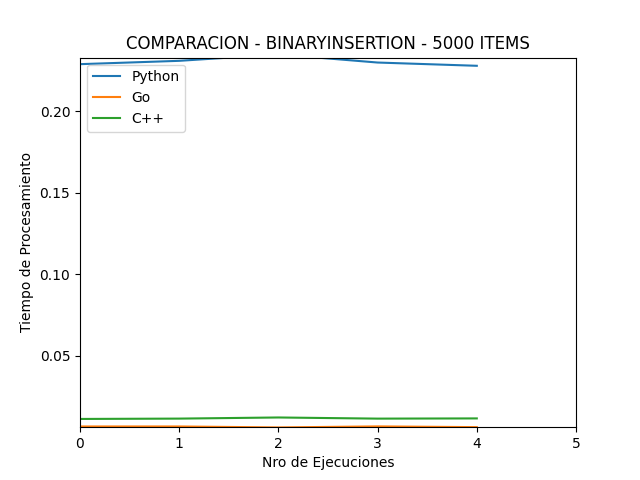 COMPARACION - BINARYINSERTION - 5000 ITEMS
Python
Go
C++
Tiempo de Procesamiento
0.20
0.15
0.10
0.05
0 1 2 3 4 5
Nro de Ejecuciones